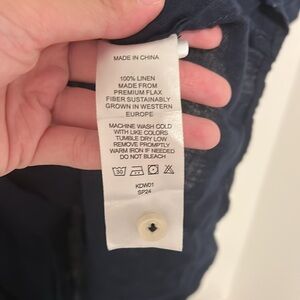 MADE IN CHINA
100% LINEN
MADE FROM
PREMIUM FLAX
FIBER SUSTAINABLY
GROWN IN WESTERN
EUROPE
MACHINE WASH COLD
WITH LIKE COLORS
TUMBLE DRY LOW
REMOVE PROMPTLY
WARM IRON IF NEEDED
DO NOT BLEACH
30
KDW01
SP24